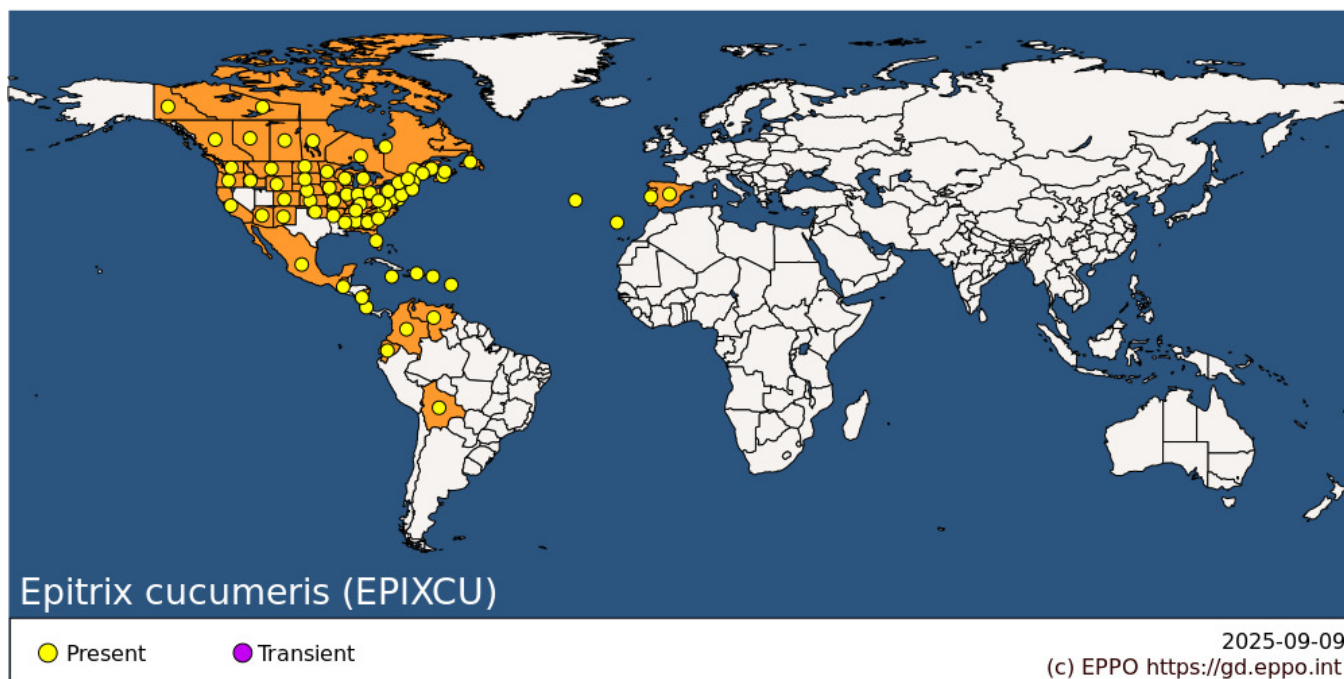 Epitrix cucumeris (EPIXCU)
Present
Transient
2025-09-09
(c) EPPO https://gd.eppo.int